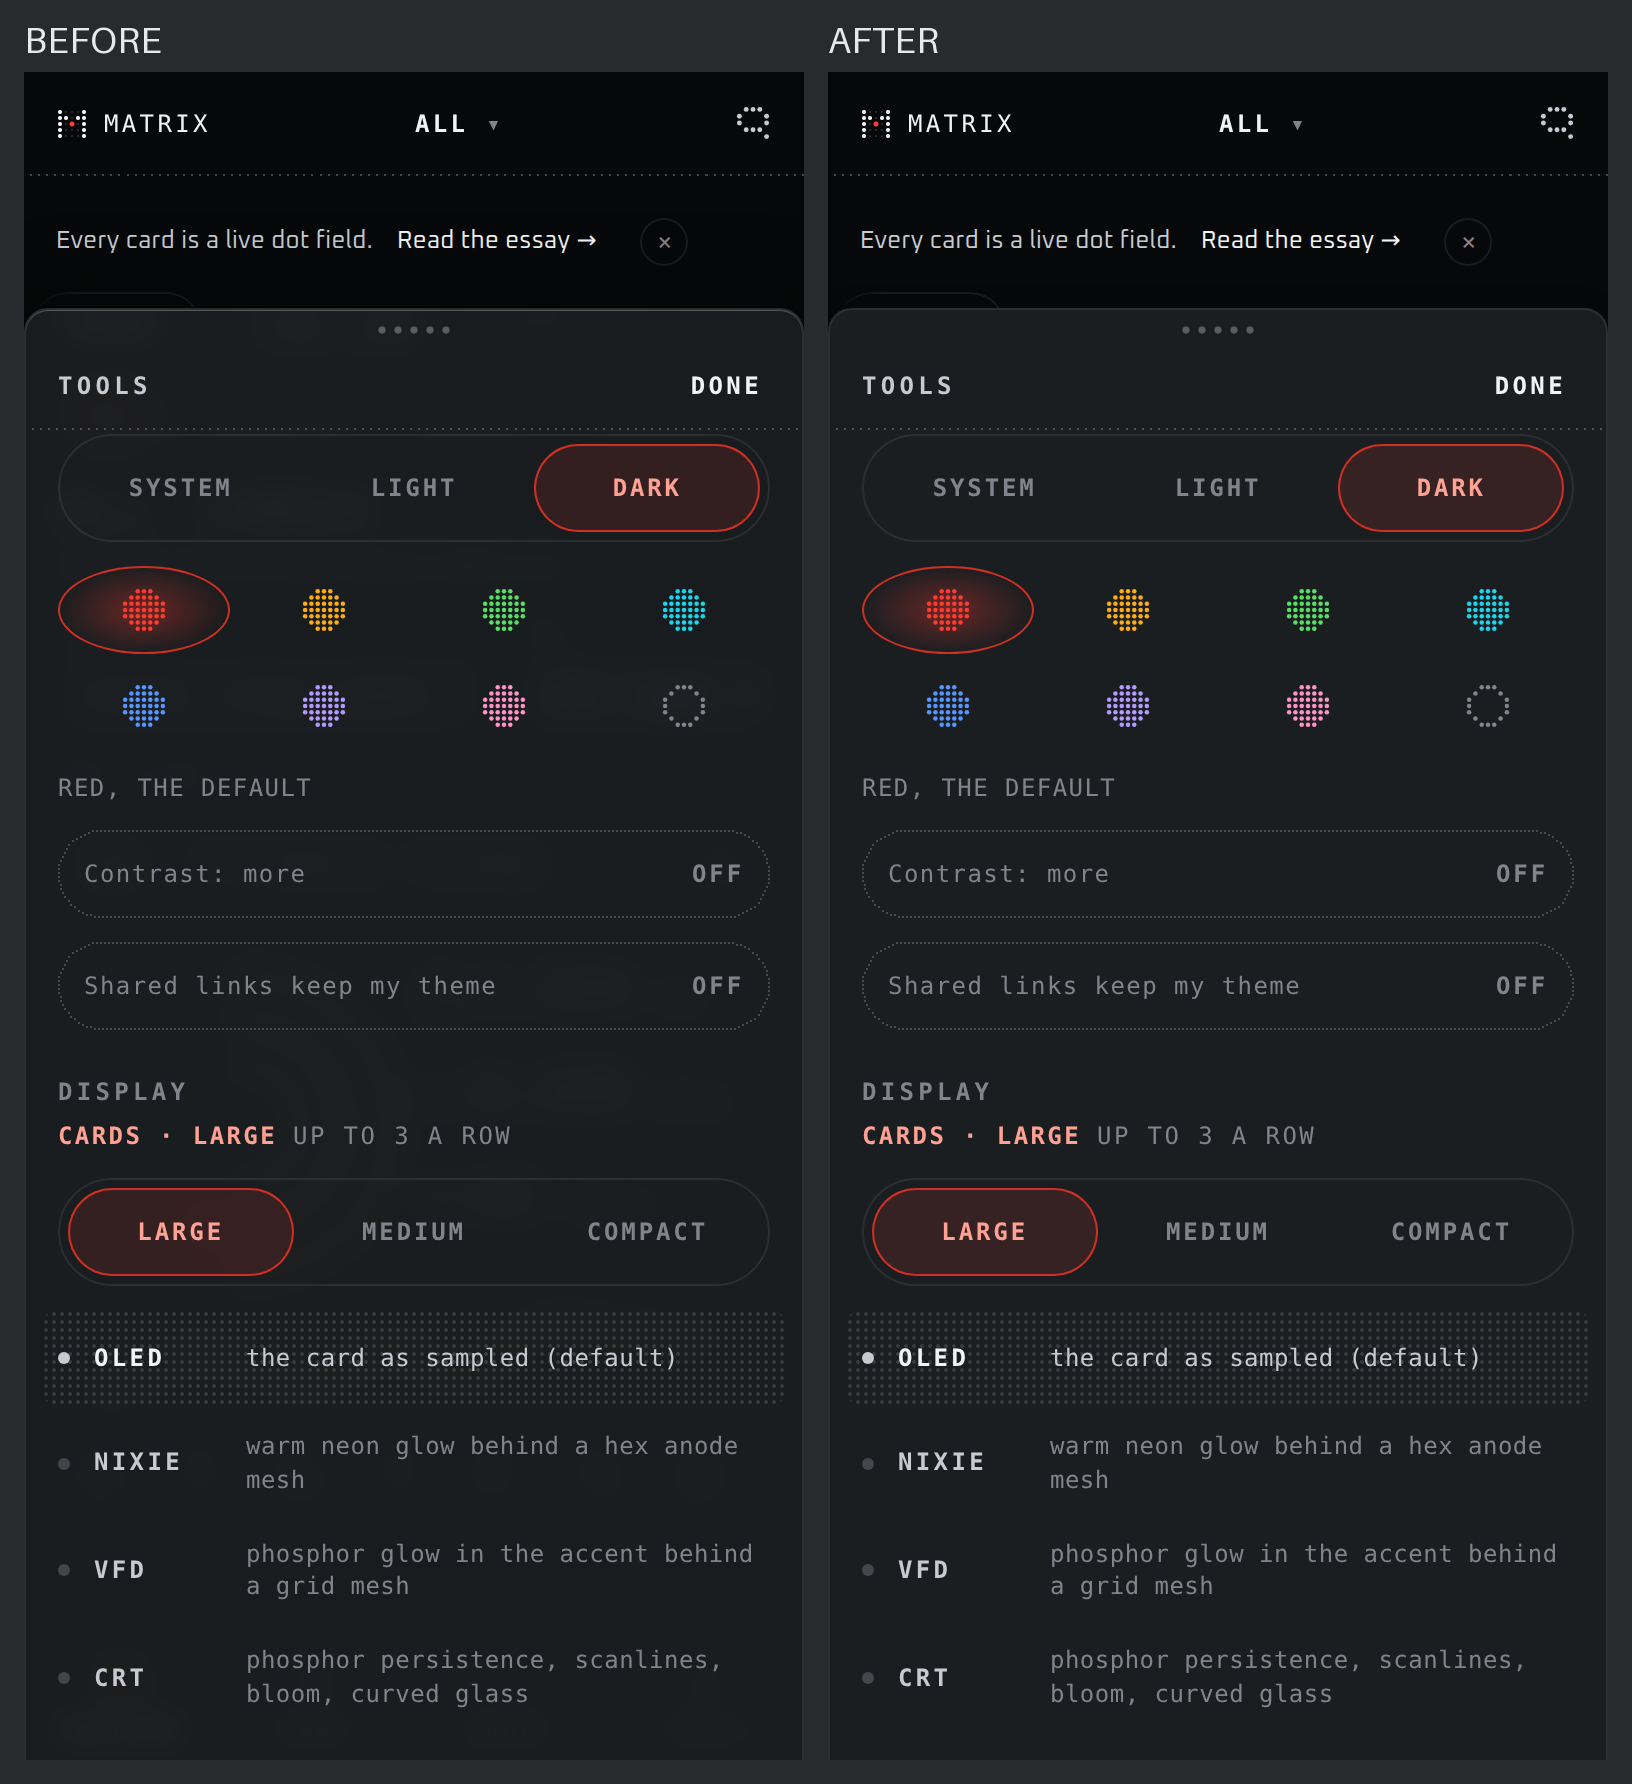 BEFORE
MATRIX
ALL ▼
Every card is a live dot field. Read the essay →
×
TOOLS
DONE
SYSTEM
LIGHT
DARK
RED, THE DEFAULT
Contrast: more
OFF
Shared links keep my theme
OFF
DISPLAY
CARDS · LARGE UP TO 3 A ROW
LARGE
MEDIUM
COMPACT
OLED
the card as sampled (default)
NIXIE
warm neon glow behind a hex anode
mesh
VFD
phosphor glow in the accent behind
a grid mesh
CRT
phosphor persistence, scanlines,
bloom, curved glass
AFTER
MATRIX
ALL ▼
Every card is a live dot field. Read the essay →
×
TOOLS
DONE
SYSTEM
LIGHT
DARK
RED, THE DEFAULT
Contrast: more
OFF
Shared links keep my theme
OFF
DISPLAY
CARDS · LARGE UP TO 3 A ROW
LARGE
MEDIUM
COMPACT
OLED
the card as sampled (default)
NIXIE
warm neon glow behind a hex anode
mesh
VFD
phosphor glow in the accent behind
a grid mesh
CRT
phosphor persistence, scanlines,
bloom, curved glass